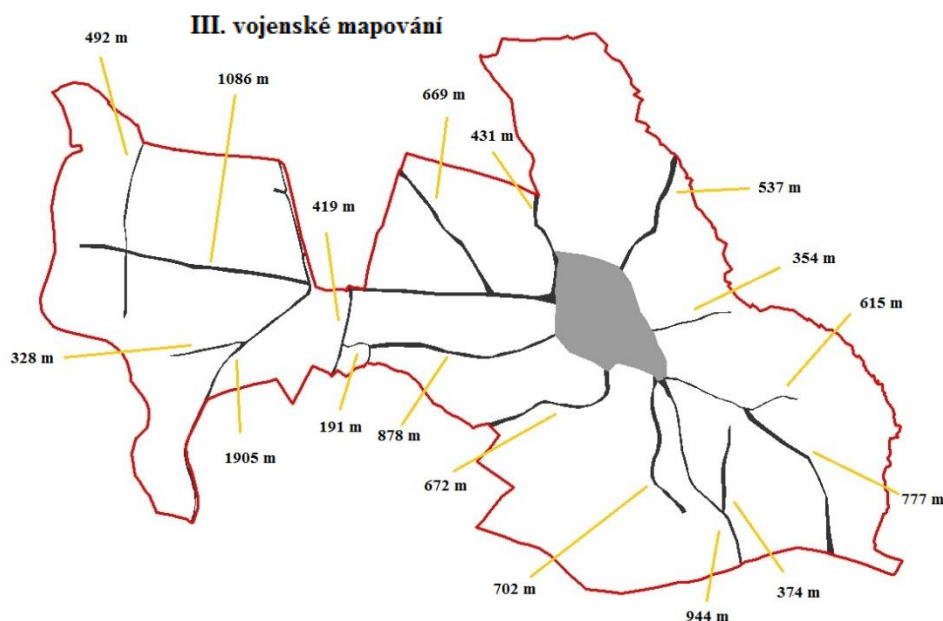 III. vojenské mapování
492 m
1086 m
669 m
431 m
537 m
419 m
354 m
615 m
328 m
191 m
878 m
1905 m
672 m
777 m
702 m
374 m
944 m